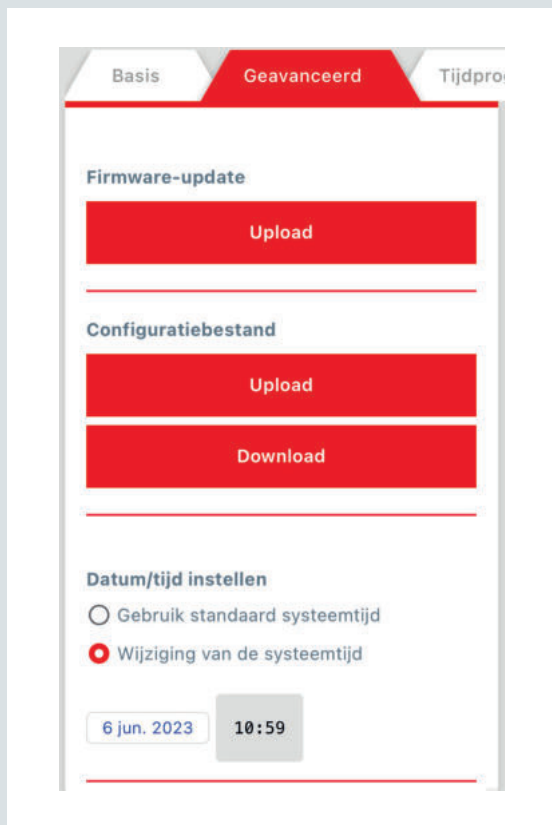 Basis Geavanceerd
Firmware-update
Upload
Configuratiebestand
Upload
Download
Datum/tijd instellen
Gebruik standaard systeemtijd
Wijziging van de systeemtijd
6 jun. 2023 10:59